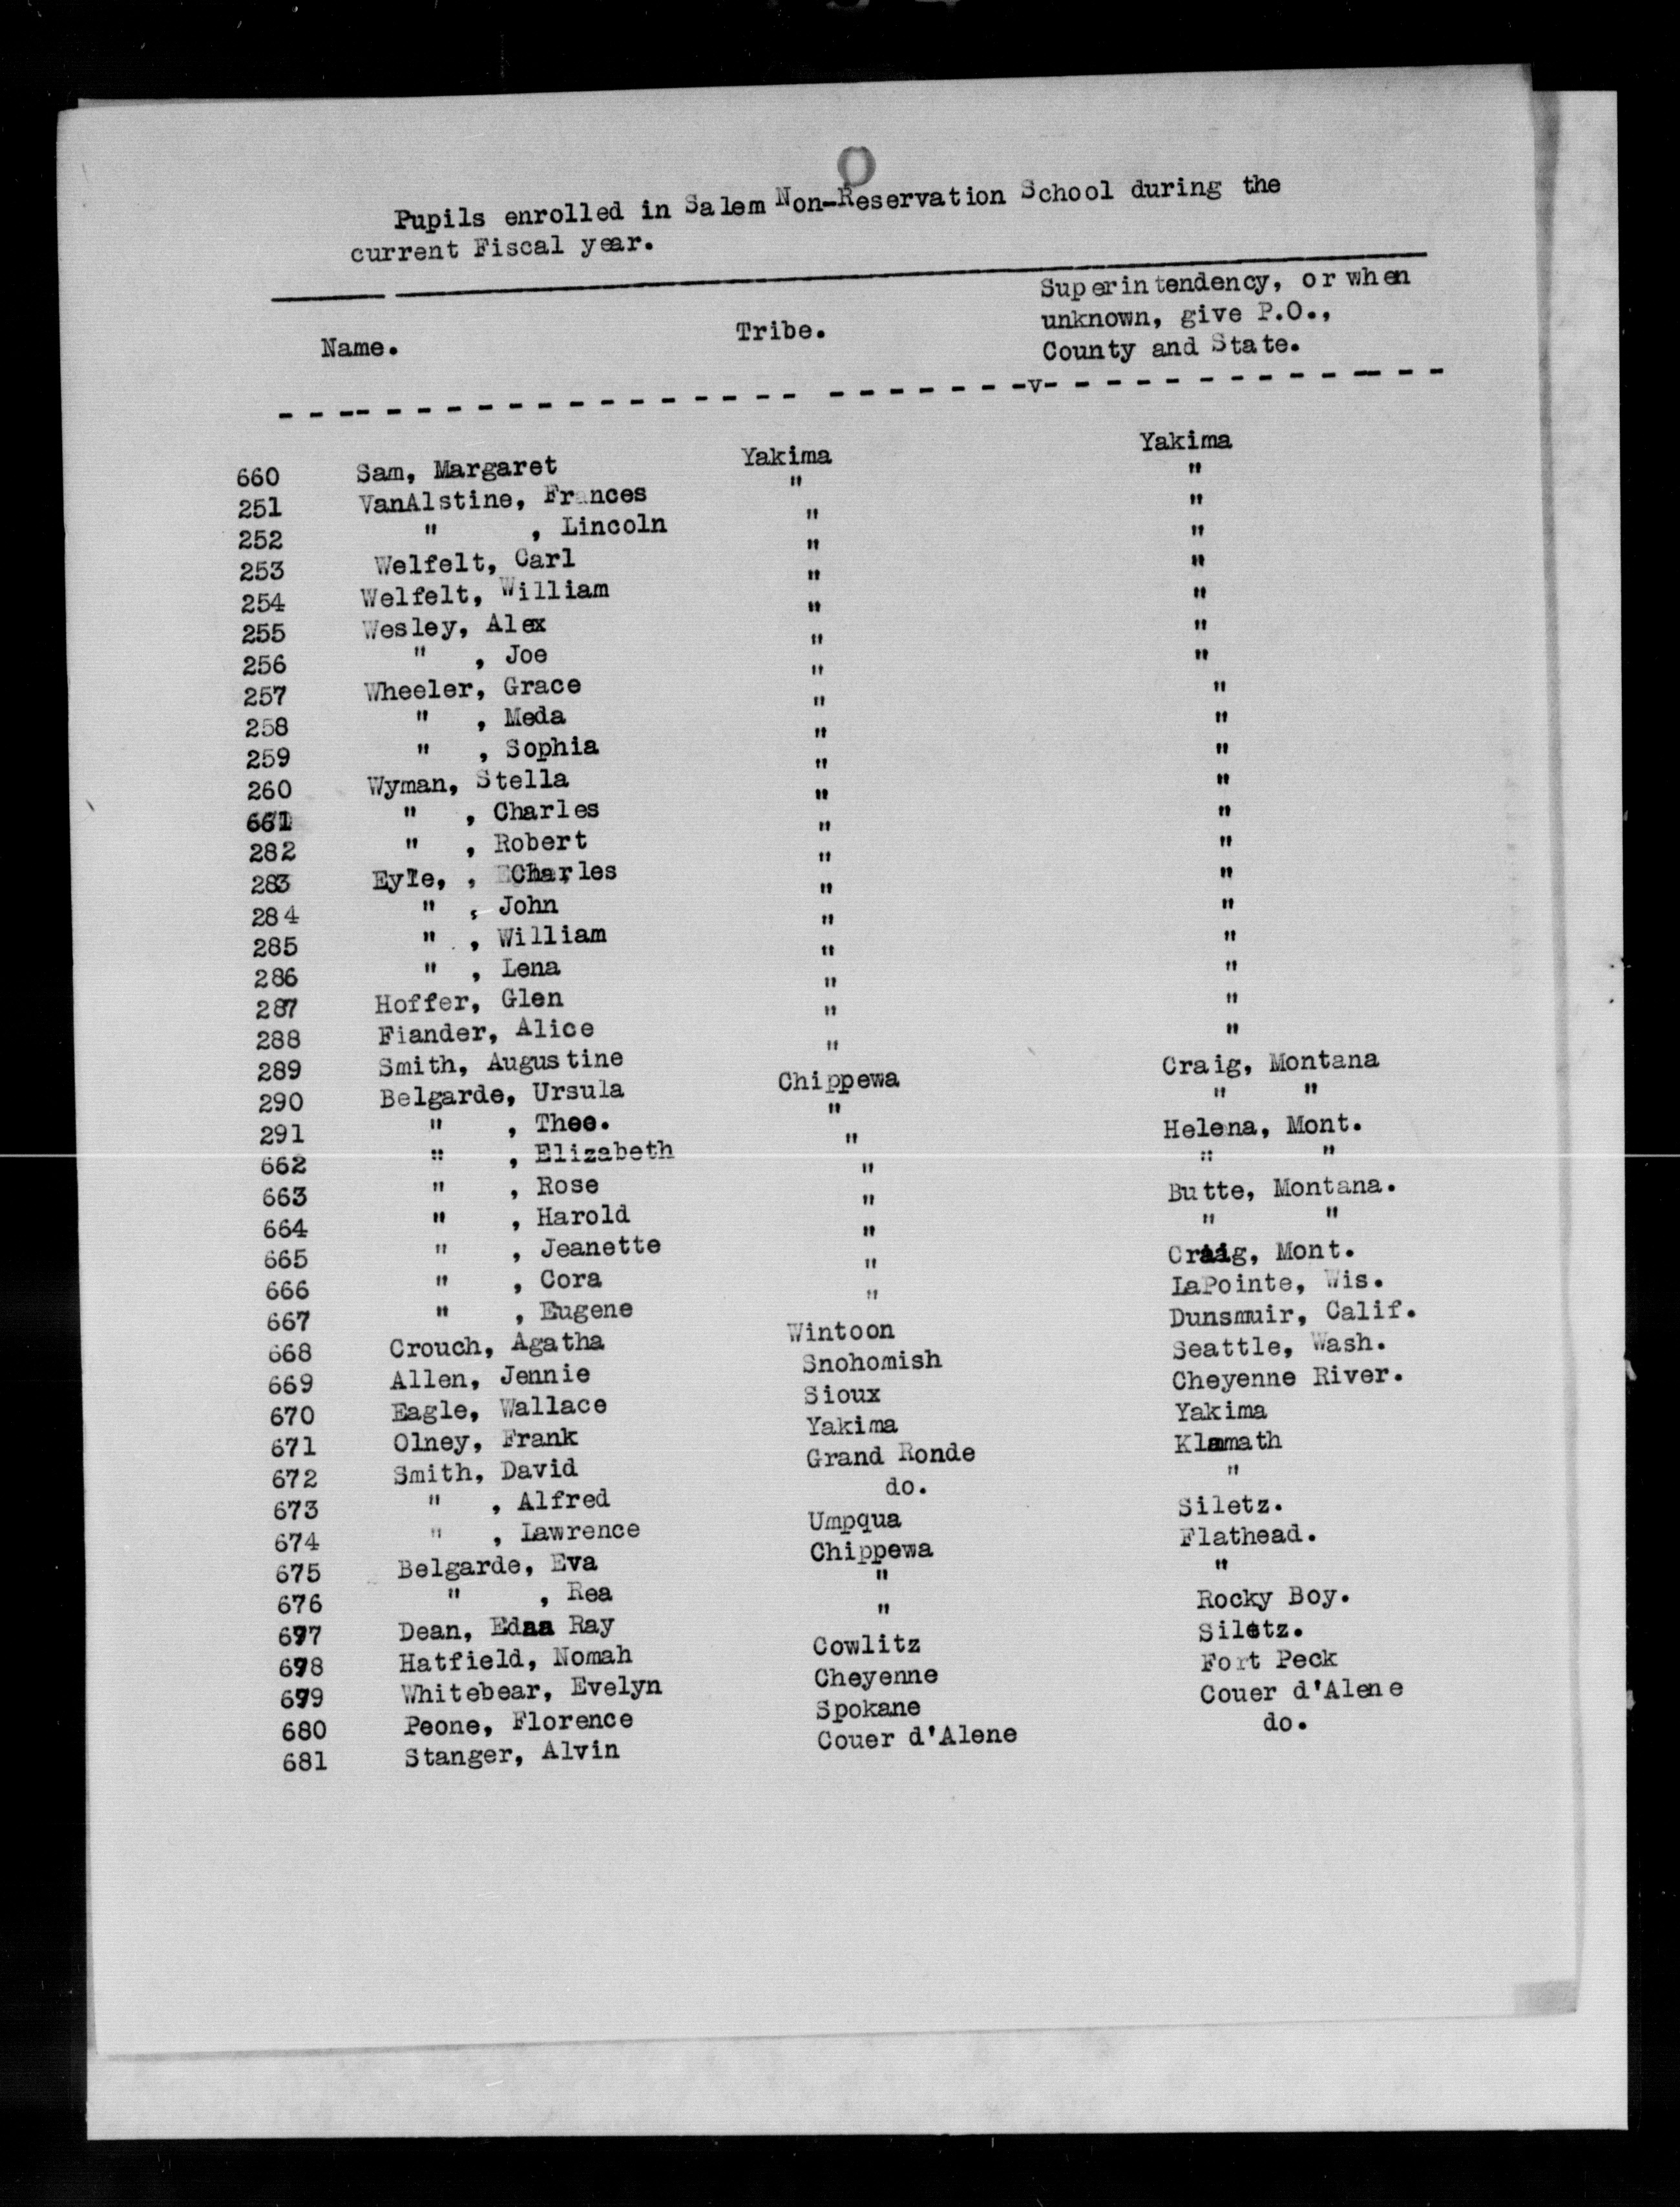 Pupils enrolled in Salem Non-Reservation School during the
current Fiscal year.
Superintendency, or when
unknown, give P.O.,
Name. Tribe. County and State.
660 Sam, Margaret Yakima Yakima
251 VanAlstine, Frances " "
252 " , Lincoln " "
253 Welfelt, Carl " "
254 Welfelt, William " "
255 Wesley, Alex " "
256 " , Joe " "
257 Wheeler, Grace " "
258 " , Meda " "
259 " , Sophia " "
260 Wyman, Stella " "
661 " , Charles " "
282 " , Robert " "
283 Eyle, , Charles " "
284 " , John " "
285 " , William " "
286 " , Lena " "
287 Hoffer, Glen " "
288 Fiander, Alice " "
289 Smith, Augustine " "
290 Belgarde, Ursula Chippewa Craig, Montana
291 " , Thee. " " "
662 " , Elizabeth " Helena, Mont.
663 " , Rose " " "
664 " , Harold " Butte, Montana.
665 " , Jeanette " " "
666 " , Cora " Craig, Mont.
667 " , Eugene " LaPointe, Wis.
668 Crouch, Agatha Wintoon Dunsmuir, Calif.
669 Allen, Jennie Snohomish Seattle, Wash.
670 Eagle, Wallace Sioux Cheyenne River.
671 Olney, Frank Yakima Yakima
672 Smith, David Grand Ronde Klamath
673 " , Alfred do. "
674 " , Lawrence Umpqua Siletz.
675 Belgarde, Eva Chippewa Flathead.
676 " , Rea " "
677 Dean, Edna Ray " Rocky Boy.
678 Hatfield, Nomah Cowlitz Siletz.
679 Whitebear, Evelyn Cheyenne Fort Peck
680 Peone, Florence Spokane Couer d'Alene
681 Stanger, Alvin Couer d'Alene do.